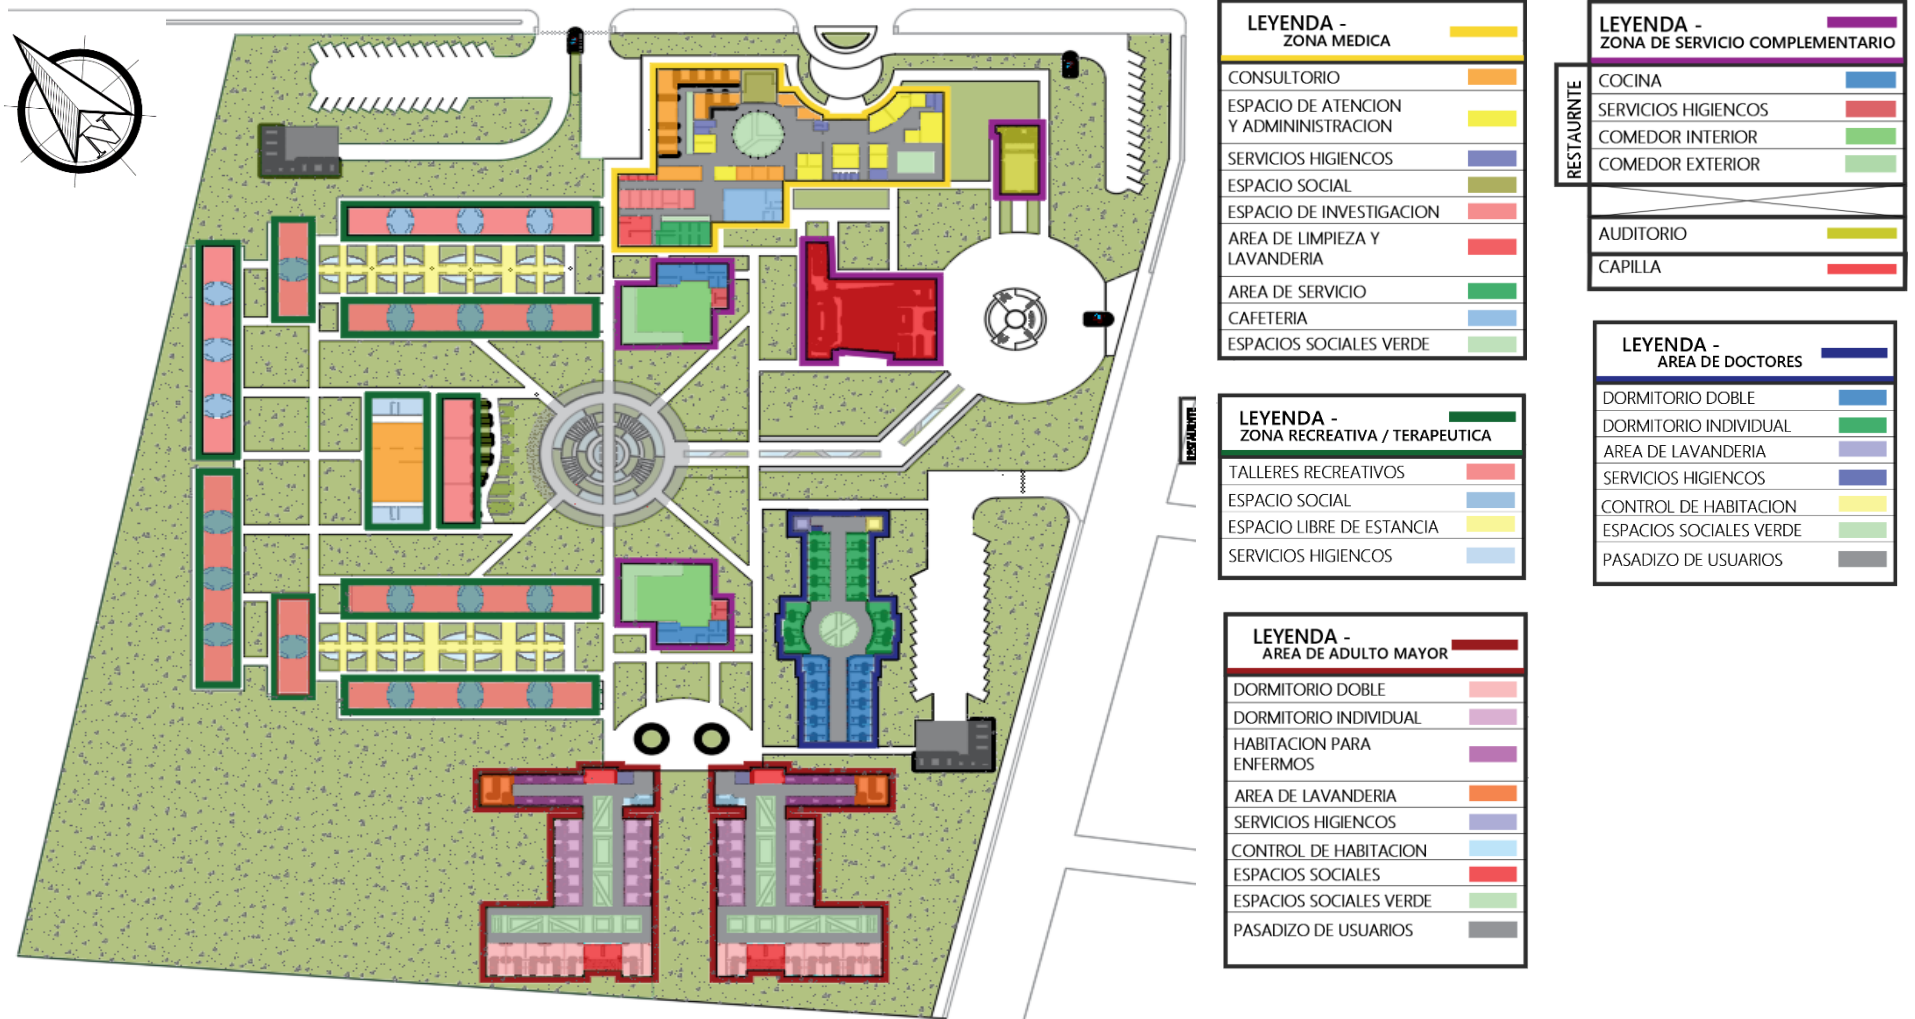 N
LEYENDA -
ZONA MEDICA
CONSULTORIO
ESPACIO DE ATENCION
Y ADMININISTRACION
SERVICIOS HIGIENCOS
ESPACIO SOCIAL
ESPACIO DE INVESTIGACION
AREA DE LIMPIEZA Y
LAVANDERIA
AREA DE SERVICIO
CAFETERIA
ESPACIOS SOCIALES VERDE
LEYENDA -
ZONA DE SERVICIO COMPLEMENTARIO
RESTAURANTE
COCINA
SERVICIOS HIGIENCOS
COMEDOR INTERIOR
COMEDOR EXTERIOR
AUDITORIO
CAPILLA
LEYENDA -
AREA DE DOCTORES
DORMITORIO DOBLE
DORMITORIO INDIVIDUAL
AREA DE LAVANDERIA
SERVICIOS HIGIENCOS
CONTROL DE HABITACION
ESPACIOS SOCIALES VERDE
PASADIZO DE USUARIOS
RESTAURANTE
LEYENDA -
ZONA RECREATIVA / TERAPEUTICA
TALLERES RECREATIVOS
ESPACIO SOCIAL
ESPACIO LIBRE DE ESTANCIA
SERVICIOS HIGIENCOS
LEYENDA -
AREA DE ADULTO MAYOR
DORMITORIO DOBLE
DORMITORIO INDIVIDUAL
HABITACION PARA
ENFERMOS
AREA DE LAVANDERIA
SERVICIOS HIGIENCOS
CONTROL DE HABITACION
ESPACIOS SOCIALES
ESPACIOS SOCIALES VERDE
PASADIZO DE USUARIOS